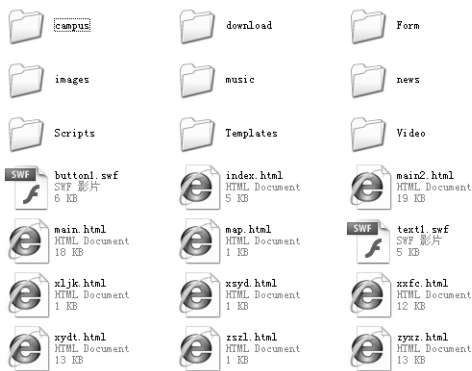 campus
download
Form
images
music
news
Scripts
Templates
Video
SWF
button1.swf
SWF 影片
6 KB
index.html
HTML Document
5 KB
main2.html
HTML Document
19 KB
main.html
HTML Document
18 KB
map.html
HTML Document
1 KB
SWF
text1.swf
SWF 影片
5 KB
xljk.html
HTML Document
1 KB
xsyd.html
HTML Document
1 KB
xxfc1.html
HTML Document
12 KB
xydt.html
HTML Document
13 KB
zszl.html
HTML Document
1 KB
zyxz.html
HTML Document
13 KB